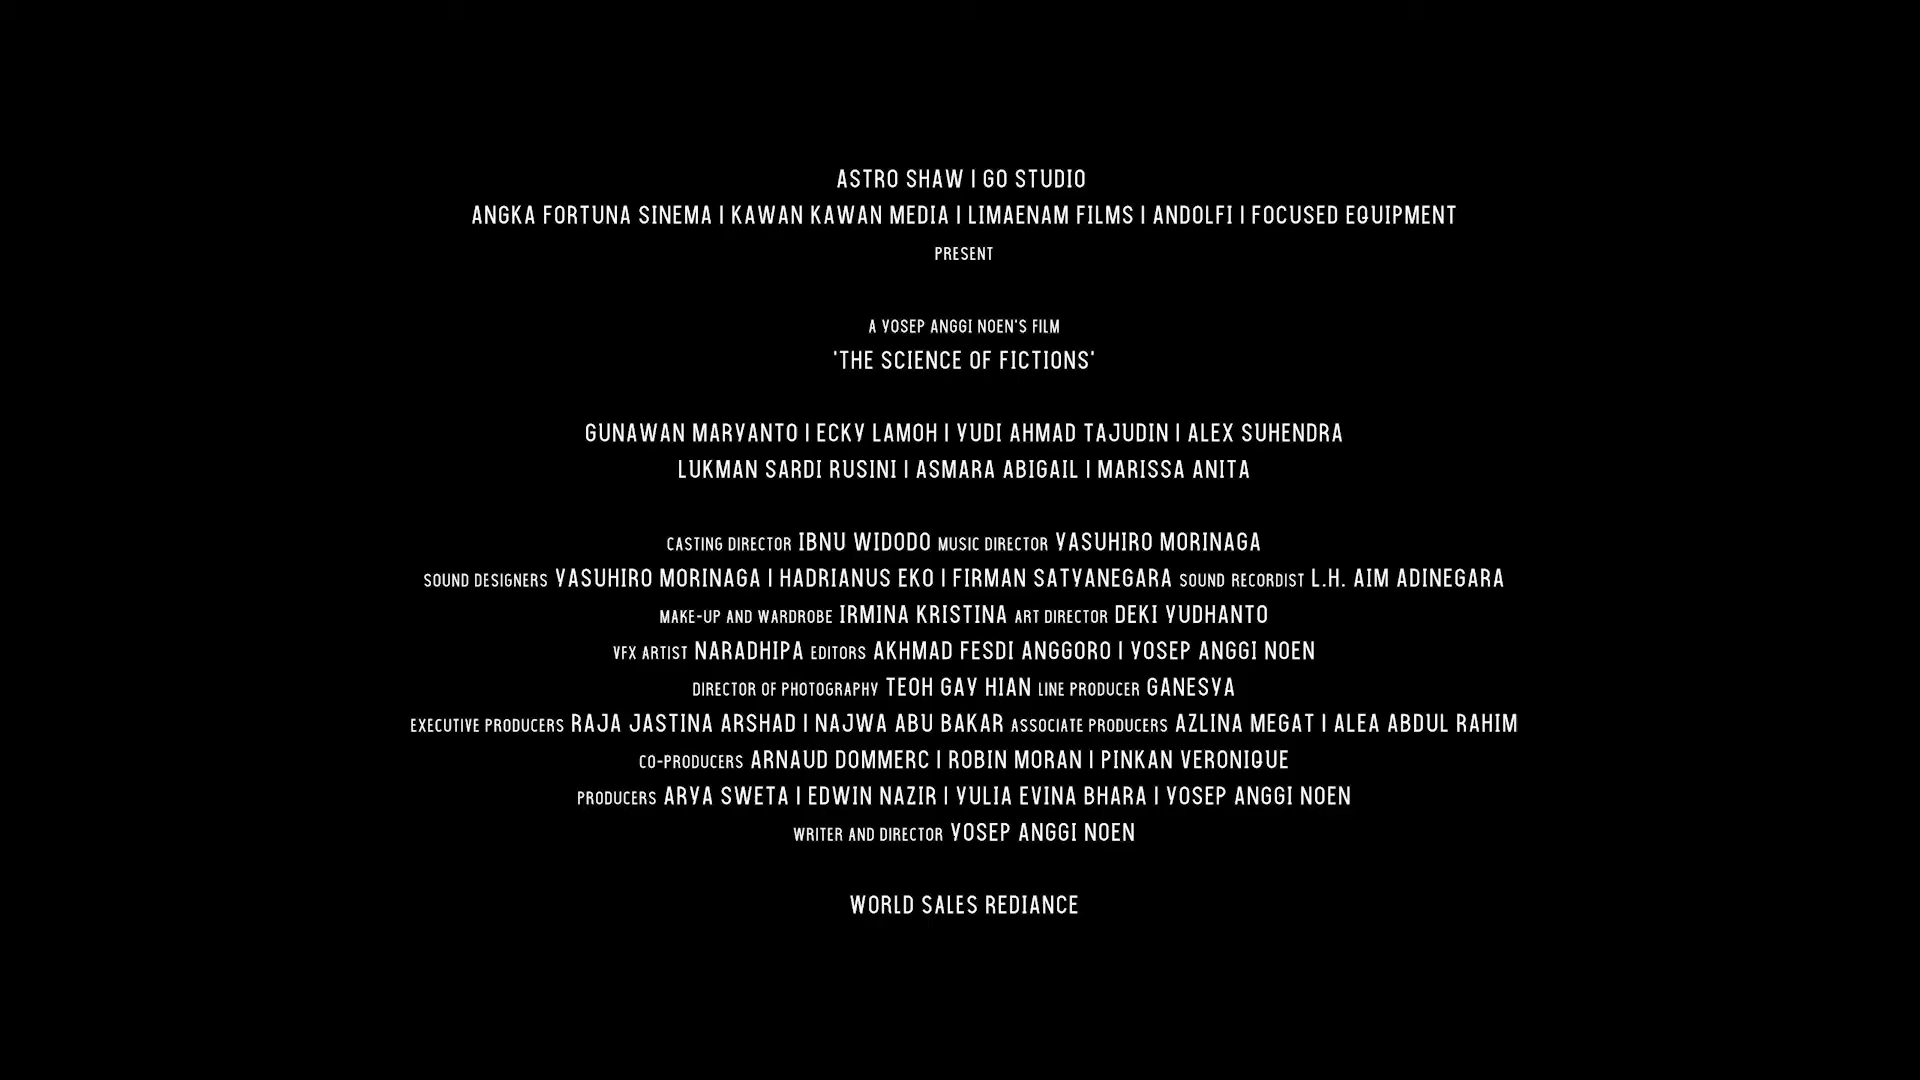 ASTRO SHAW | GO STUDIO
ANGKA FORTUNA SINEMA | KAWAN KAWAN MEDIA | LIMAENAM FILMS | ANDOLFI | FOCUSED EQUIPMENT
PRESENT
A YOSEP ANGGI NOEN'S FILM
'THE SCIENCE OF FICTIONS'
GUNAWAN MARYANTO | ECKY LAMOH | YUDI AHMAD TAJUDIN | ALEX SUHENDRA
LUKMAN SARDI RUSINI | ASMARA ABIGAIL | MARISSA ANITA
CASTING DIRECTOR IBNU WIDODO MUSIC DIRECTOR YASUHIRO MORINAGA
SOUND DESIGNERS YASUHIRO MORINAGA | HADRIANUS EKO | FIRMAN SATYANEGARA SOUND RECORDIST L.H. AIM ADINEGARA
MAKE-UP AND WARDROBE IRMINA KRISTINA ART DIRECTOR DEKI YUDHANTO
VFX ARTIST NARADHIPA EDITORS AKHMAD FESDI ANGGORO | YOSEP ANGGI NOEN
DIRECTOR OF PHOTOGRAPHY TEOH GAY HIAN LINE PRODUCER GANESYA
EXECUTIVE PRODUCERS RAJA JASTINA ARSHAD | NAJWA ABU BAKAR ASSOCIATE PRODUCERS AZLINA MEGAT | ALEA ABDUL RAHIM
CO-PRODUCERS ARNAUD DOMMERC | ROBIN MORAN | PINKAN VERONIQUE
PRODUCERS ARYA SWETA | EDWIN NAZIR | YULIA EVINA BHARA | YOSEP ANGGI NOEN
WRITER AND DIRECTOR YOSEP ANGGI NOEN
WORLD SALES REDIANCE